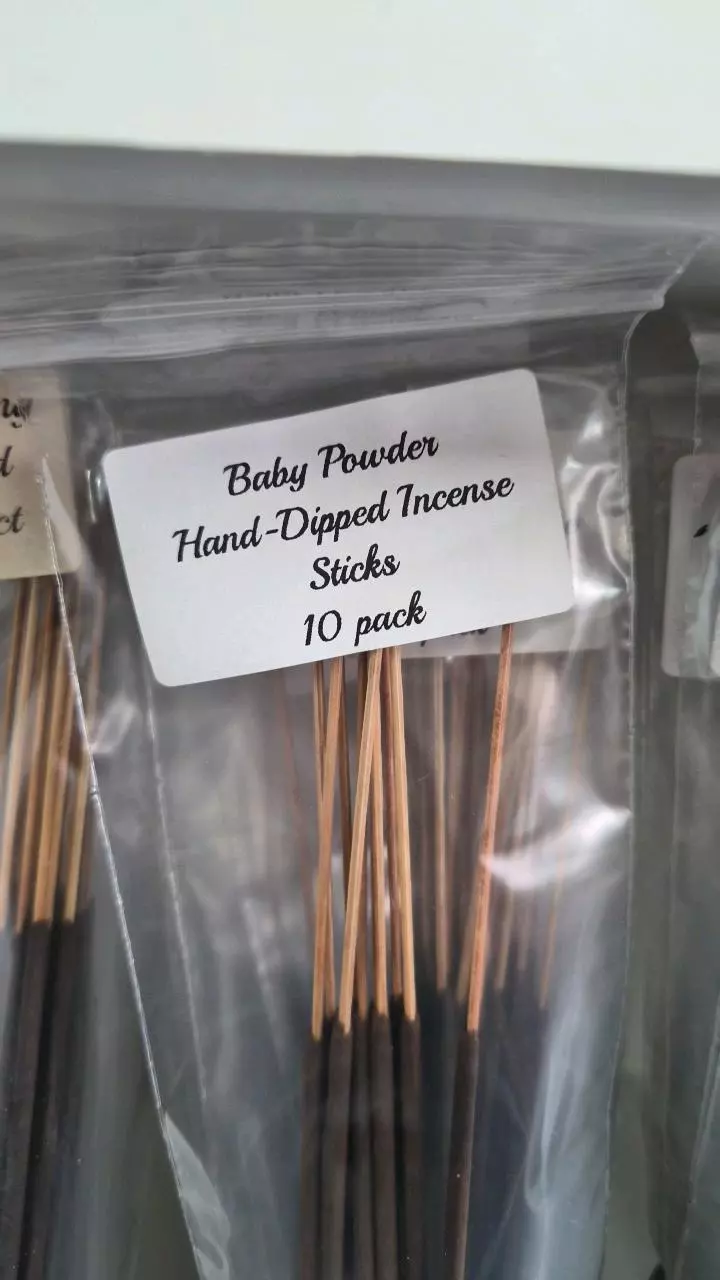 Baby Powder
Hand-Dipped Incense
Sticks
10 pack